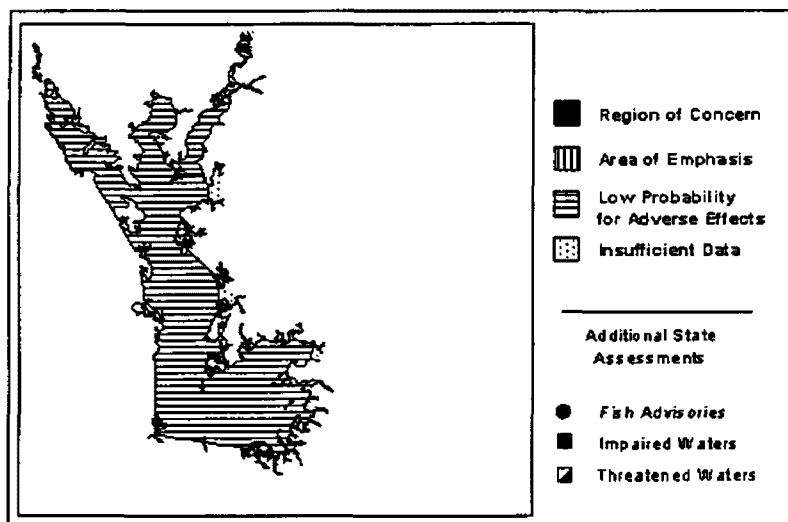 Region of Concern
Area of Emphasis
Low Probability
for Adverse Effects
Insufficient Data
Additional State
Assessments
Fish Advisories
Impaired Waters
Threatened Waters